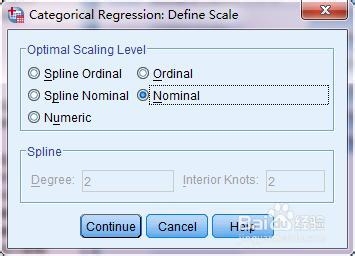 Categorical Regression: Define Scale
Optimal Scaling Level
Spline Ordinal Ordinal
Spline Nominal Nominal
Numeric
Spline
Degree: 2 Interior Knots: 2
Continue Cancel Help
Baidu 经验